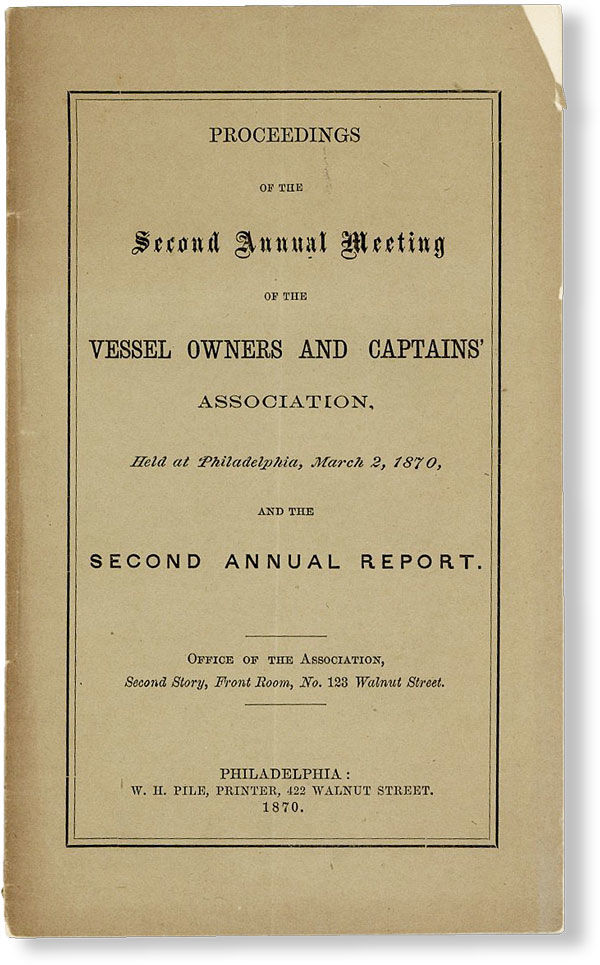 PROCEEDINGS
OF THE
Second Annual Meeting
OF THE
VESSEL OWNERS AND CAPTAINS'
ASSOCIATION,
Held at Philadelphia, March 2, 1870,
AND THE
SECOND ANNUAL REPORT.
OFFICE OF THE ASSOCIATION,
Second Story, Front Room, No. 123 Walnut Street.
PHILADELPHIA:
W. H. PILE, PRINTER, 422 WALNUT STREET.
1870.